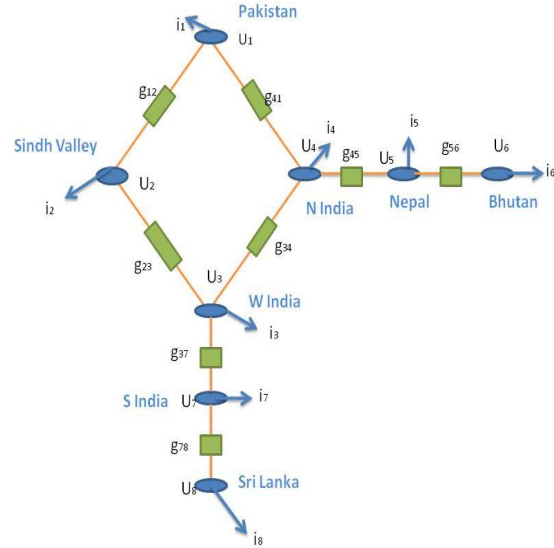 Pakistan
i1
U1
g12
g41
Sindh Valley
U2
i2
U4
i4
g45
i5
U5
g56
U6
i6
N India
Nepal
Bhutan
g23
g34
U3
W India
i3
g37
S India
U7
i7
g78
U8
Sri Lanka
i8